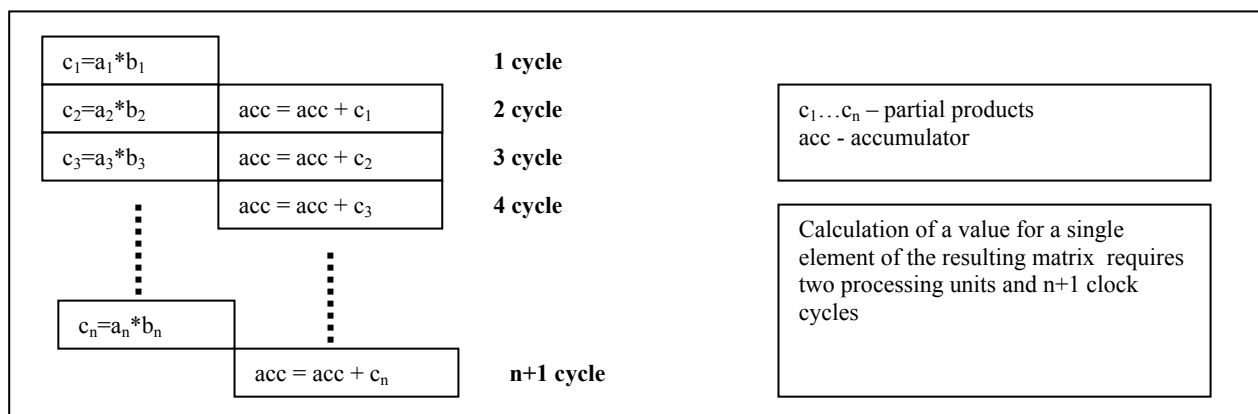 c₁=a₁*b₁ 1 cycle
c₂=a₂*b₂ acc = acc + c₁ 2 cycle
c₃=a₃*b₃ acc = acc + c₂ 3 cycle
acc = acc + c₃ 4 cycle
cₙ=aₙ*bₙ
acc = acc + cₙ n+1 cycle
c₁…cₙ – partial products
acc - accumulator
Calculation of a value for a single
element of the resulting matrix requires
two processing units and n+1 clock
cycles